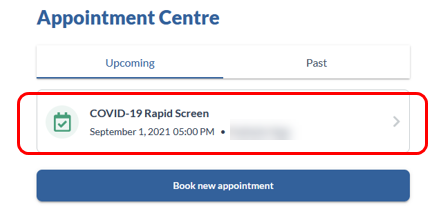 Appointment Centre
Upcoming Past
COVID-19 Rapid Screen
September 1, 2021 05:00 PM •
Book new appointment